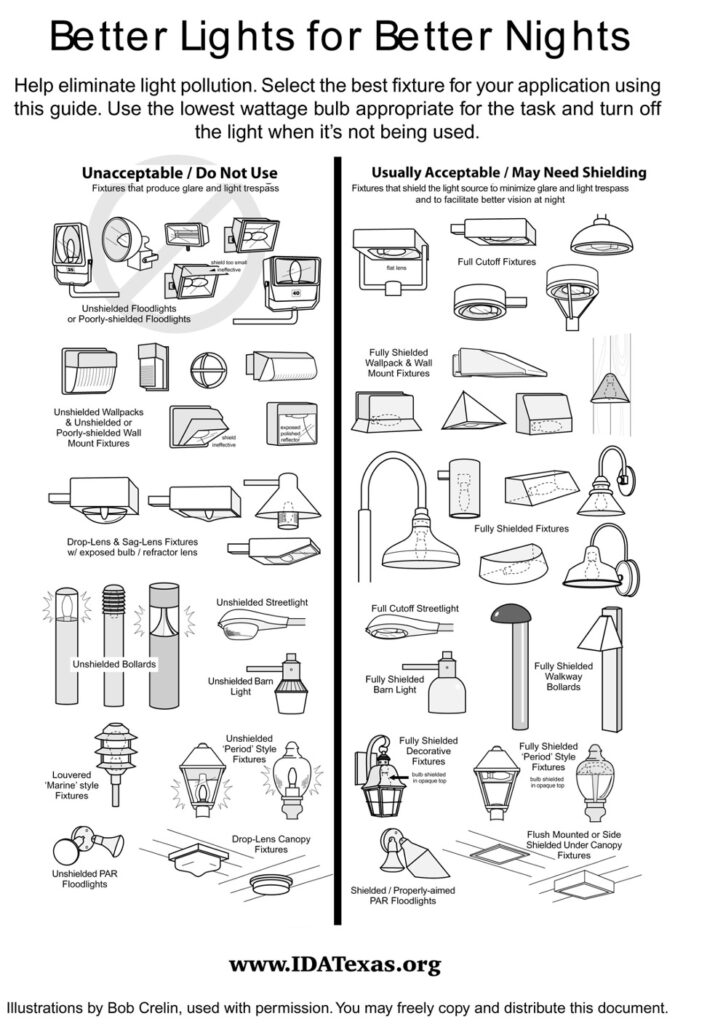 Better Lights for Better Nights
Help eliminate light pollution. Select the best fixture for your application using
this guide. Use the lowest wattage bulb appropriate for the task and turn off
the light when it's not being used.
Unacceptable / Do Not Use
Fixtures that produce glare and light trespass
shield too small
ineffective
35
40
Unshielded Floodlights
or Poorly-shielded Floodlights
Unshielded Wallpacks
& Unshielded or
Poorly-shielded Wall
Mount Fixtures
shield
ineffective
exposed
polished
reflector
Drop-Lens & Sag-Lens Fixtures
w/ exposed bulb / refractor lens
Unshielded Bollards
Unshielded Streetlight
Unshielded Barn
Light
Louvered
'Marine' style
Fixtures
Unshielded
'Period' Style
Fixtures
Unshielded PAR
Floodlights
Drop-Lens Canopy
Fixtures
Usually Acceptable / May Need Shielding
Fixtures that shield the light source to minimize glare and light trespass
and to facilitate better vision at night
flat lens
Full Cutoff Fixtures
Fully Shielded
Wallpack & Wall
Mount Fixtures
Fully Shielded Fixtures
Full Cutoff Streetlight
Fully Shielded
Barn Light
Fully Shielded
Walkway
Bollards
Fully Shielded
Decorative
Fixtures
bulb shielded
in opaque top
Fully Shielded
'Period' Style
Fixtures
bulb shielded
in opaque top
Shielded / Properly-aimed
PAR Floodlights
Flush Mounted or Side
Shielded Under Canopy
Fixtures
www.IDATexas.org
Illustrations by Bob Crelin, used with permission. You may freely copy and distribute this document.